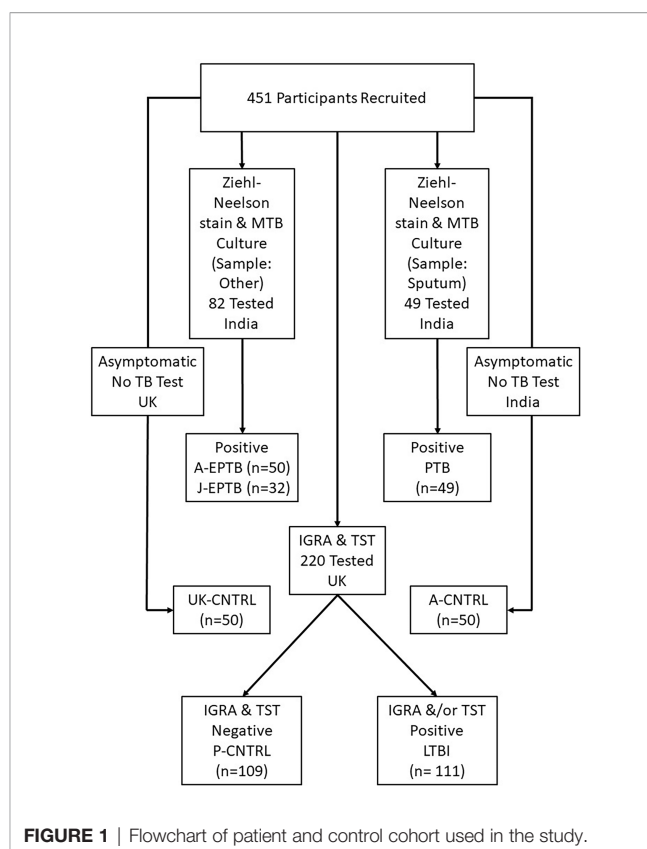 451 Participants Recruited
Ziehl-
Neelson
stain & MTB
Culture
(Sample:
Other)
82 Tested
India
Ziehl-
Neelson
stain & MTB
Culture
(Sample:
Sputum)
49 Tested
India
Asymptomatic
No TB Test
UK
Asymptomatic
No TB Test
India
Positive
A-EPTB (n=50)
J-EPTB (n=32)
Positive
PTB
(n=49)
IGRA & TST
220 Tested
UK
UK-CNTRL
(n=50)
A-CNTRL
(n=50)
IGRA & TST
Negative
P-CNTRL
(n=109)
IGRA &/or TST
Positive
LTBI
(n= 111)
FIGURE 1 | Flowchart of patient and control cohort used in the study.